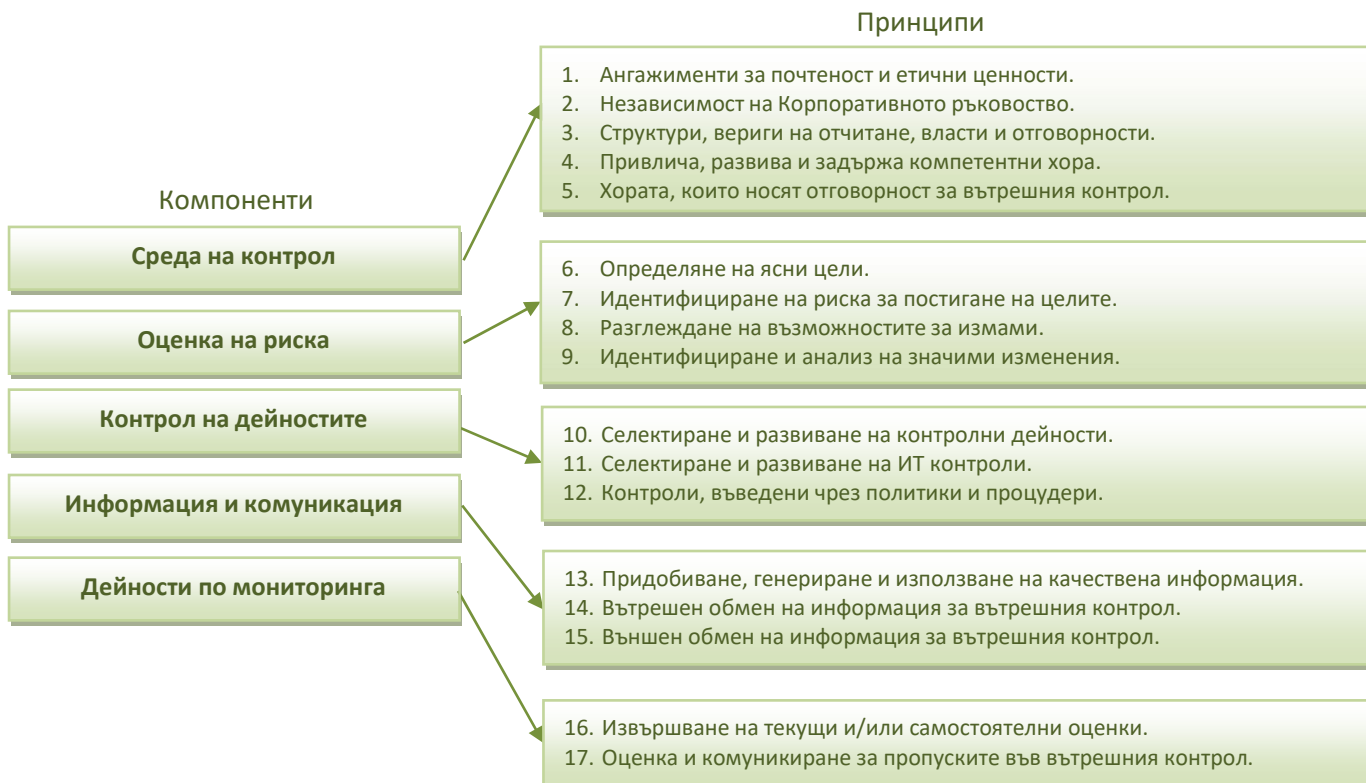 Принципи
1. Ангажименти за почтеност и етични ценности.
2. Независимост на Корпоративното ръковоство.
3. Структури, вериги на отчитане, власти и отговорности.
4. Привлича, развива и задържа компетентни хора.
5. Хората, които носят отговорност за вътрешния контрол.
Компоненти
Среда на контрол
6. Определяне на ясни цели.
7. Идентифициране на риска за постигане на целите.
8. Разглеждане на възможностите за измами.
9. Идентифициране и анализ на значими изменения.
Оценка на риска
Контрол на дейностите
10. Селектиране и развиване на контролни дейности.
11. Селектиране и развиване на ИТ контроли.
12. Контроли, въведени чрез политики и процудери.
Информация и комуникация
13. Придобиване, генериране и използване на качествена информация.
14. Вътрешен обмен на информация за вътрешния контрол.
15. Външен обмен на информация за вътрешния контрол.
Дейности по мониторинга
16. Извършване на текущи и/или самостоятелни оценки.
17. Оценка и комуникиране за пропуските във вътрешния контрол.